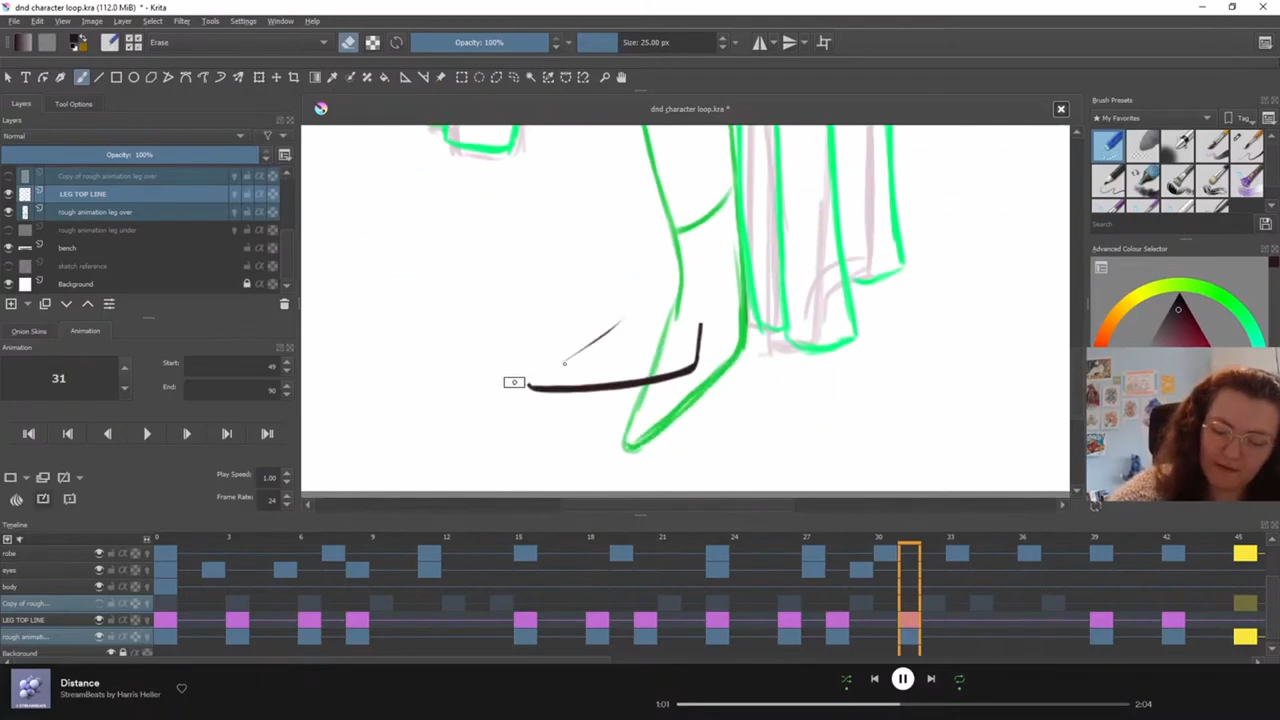 dnd character loop.kra (112.0 MiB) * - Krita
File Edit View Image Layer Select Filter Tools Settings Window Help
Erase Opacity: 100% Size: 25.00 px
Layers Tool Options
dnd character loop.kra *
Brush Presets
Layers
My Favorites Tag
Normal
Opacity: 100%
Copy of rough animation leg over
LEG TOP LINE
rough animation leg over
Search
rough animation leg under
bench
Advanced Colour Selector
sketch reference
Background
Onion Skins Animation
Animation
Start: 49
31
End: 90
Play Speed: 1.00
Frame Rate: 24
Timeline
0 3 6 9 12 15 18 21 24 27 30 33 36 39 42 45
robe
eyes
body
Copy of rough...
LEG TOP LINE
rough animati...
Background
Distance
StreamBeats by Harris Heller
1:01 2:04